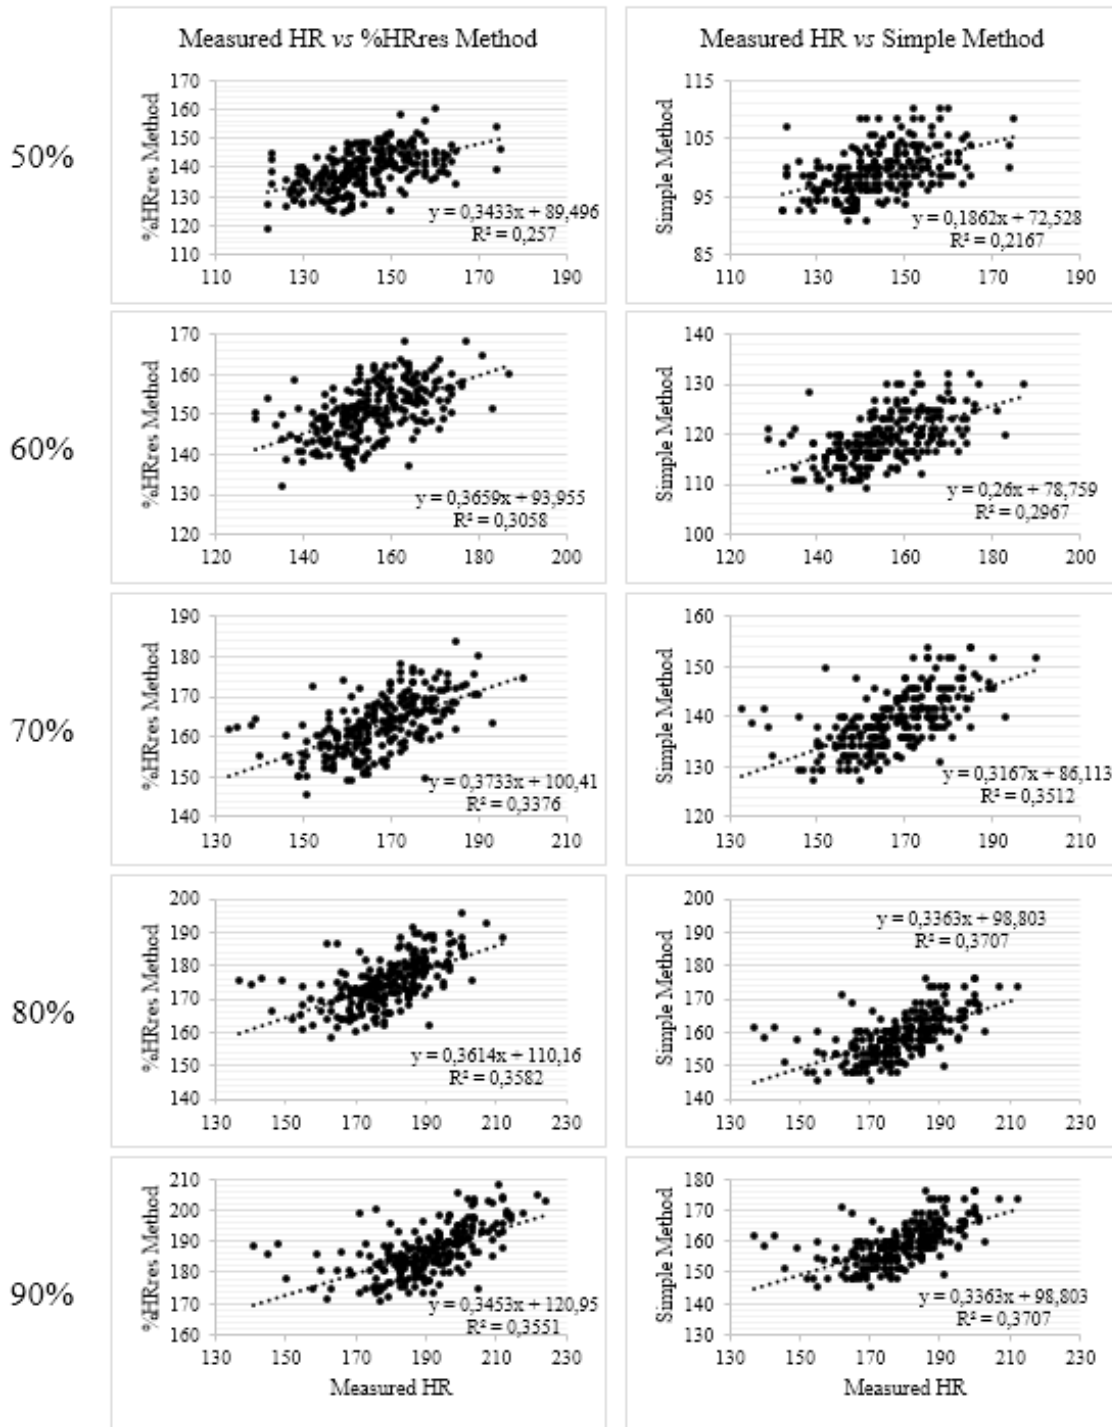 Measured HR vs %HRres Method
Measured HR vs Simple Method
50%
%HRres Method
170
160
150
140
130
120
110
y = 0,3433x + 89,496
R² = 0,257
110 130 150 170 190
Simple Method
115
105
95
85
y = 0,1862x + 72,528
R² = 0,2167
110 130 150 170 190
60%
%HRres Method
170
160
150
140
130
120
y = 0,3659x + 93,955
R² = 0,3058
120 140 160 180 200
Simple Method
140
130
120
110
100
y = 0,26x + 78,759
R² = 0,2967
120 140 160 180 200
70%
%HRres Method
190
180
170
160
150
140
y = 0,3733x + 100,41
R² = 0,3376
130 150 170 190 210
Simple Method
160
150
140
130
120
y = 0,3167x + 86,113
R² = 0,3512
130 150 170 190 210
80%
%HRres Method
200
190
180
170
160
150
140
y = 0,3614x + 110,16
R² = 0,3582
130 150 170 190 210 230
Simple Method
200
190
180
170
160
150
140
y = 0,3363x + 98,803
R² = 0,3707
130 150 170 190 210 230
90%
%HRres Method
210
200
190
180
170
160
y = 0,3453x + 120,95
R² = 0,3551
130 150 170 190 210 230
Measured HR
Simple Method
180
170
160
150
140
130
y = 0,3363x + 98,803
R² = 0,3707
130 150 170 190 210 230
Measured HR